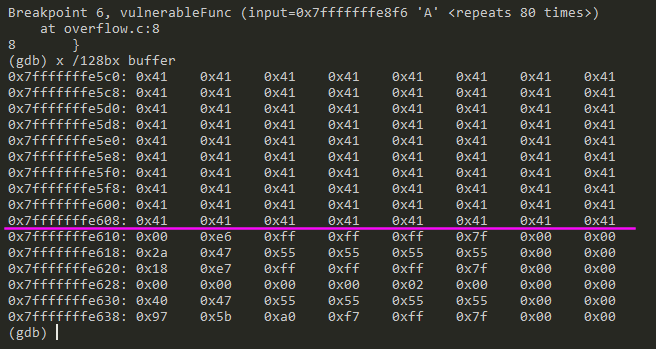 Breakpoint 6, vulnerableFunc (input=0x7fffffffe8f6 'A' <repeats 80 times>)
    at overflow.c:8
8       }
(gdb) x /128bx buffer
0x7fffffffe5c0: 0x41    0x41    0x41    0x41    0x41    0x41    0x41    0x41
0x7fffffffe5c8: 0x41    0x41    0x41    0x41    0x41    0x41    0x41    0x41
0x7fffffffe5d0: 0x41    0x41    0x41    0x41    0x41    0x41    0x41    0x41
0x7fffffffe5d8: 0x41    0x41    0x41    0x41    0x41    0x41    0x41    0x41
0x7fffffffe5e0: 0x41    0x41    0x41    0x41    0x41    0x41    0x41    0x41
0x7fffffffe5e8: 0x41    0x41    0x41    0x41    0x41    0x41    0x41    0x41
0x7fffffffe5f0: 0x41    0x41    0x41    0x41    0x41    0x41    0x41    0x41
0x7fffffffe5f8: 0x41    0x41    0x41    0x41    0x41    0x41    0x41    0x41
0x7fffffffe600: 0x41    0x41    0x41    0x41    0x41    0x41    0x41    0x41
0x7fffffffe608: 0x41    0x41    0x41    0x41    0x41    0x41    0x41    0x41
0x7fffffffe610: 0x00    0xe6    0xff    0xff    0xff    0x7f    0x00    0x00
0x7fffffffe618: 0x2a    0x47    0x55    0x55    0x55    0x55    0x00    0x00
0x7fffffffe620: 0x18    0xe7    0xff    0xff    0xff    0x7f    0x00    0x00
0x7fffffffe628: 0x00    0x00    0x00    0x00    0x02    0x00    0x00    0x00
0x7fffffffe630: 0x40    0x47    0x55    0x55    0x55    0x55    0x00    0x00
0x7fffffffe638: 0x97    0x5b    0xa0    0xf7    0xff    0x7f    0x00    0x00
(gdb)